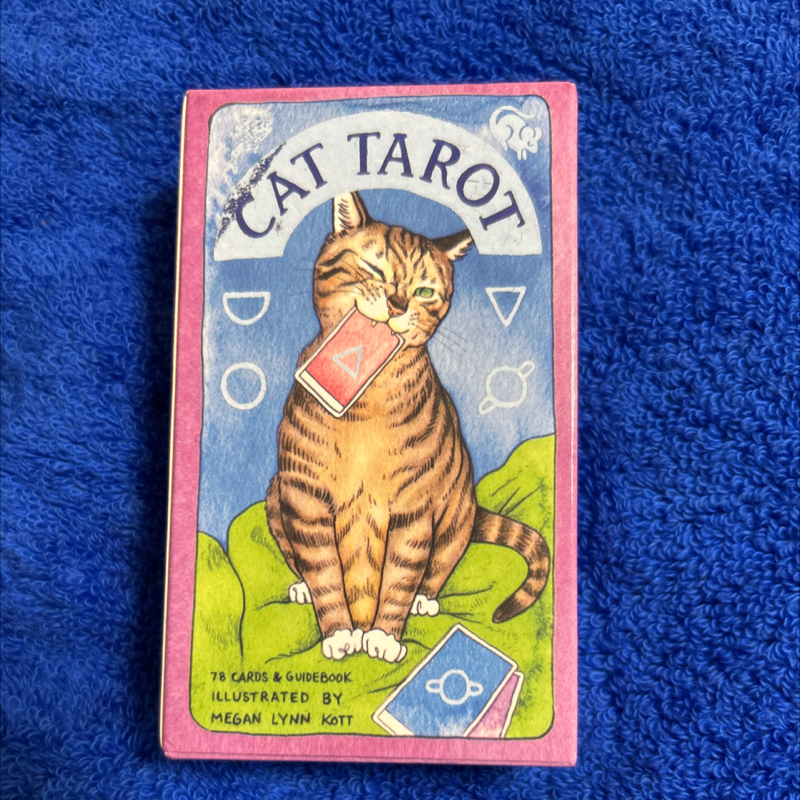 CAT TAROT
78 CARDS & GUIDEBOOK
ILLUSTRATED BY
MEGAN LYNN KOTT